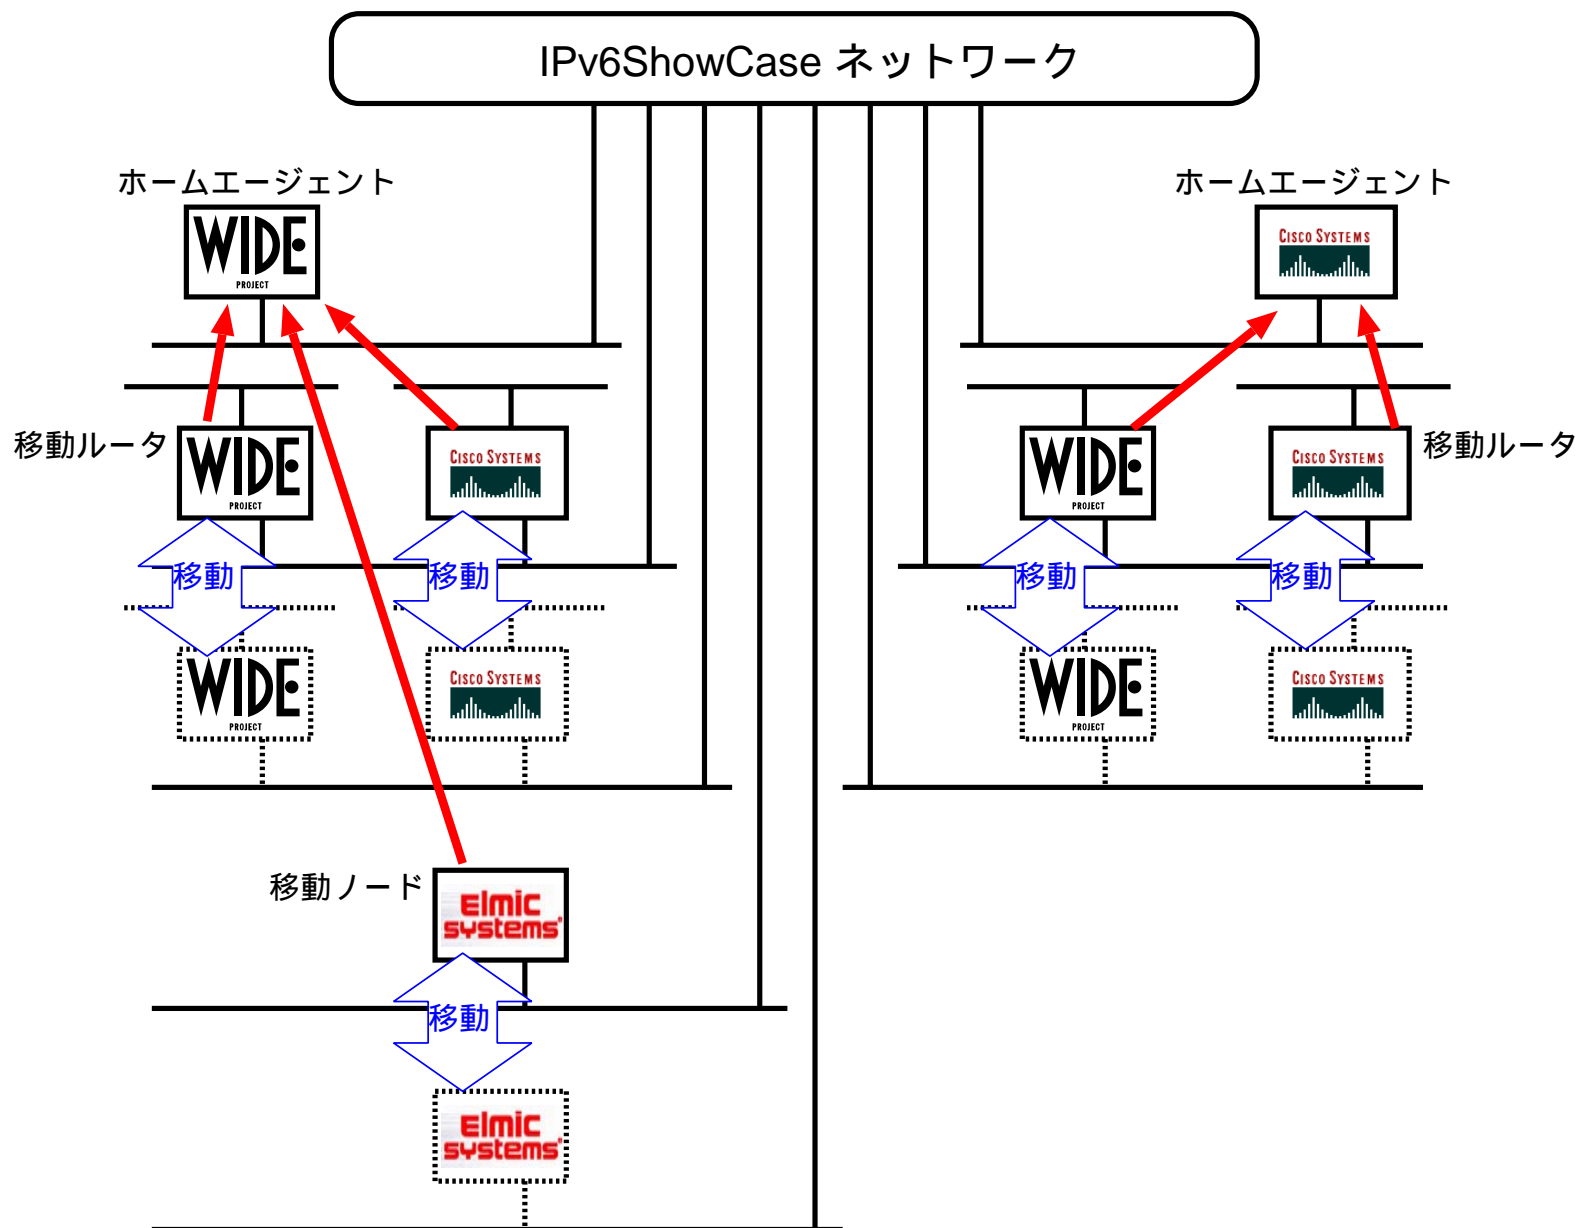 IPv6ShowCase ネットワーク
ホームエージェント
ホームエージェント
WIDE
PROJECT
CISCO SYSTEMS
移動ルータ
WIDE
PROJECT
CISCO SYSTEMS
WIDE
PROJECT
CISCO SYSTEMS
移動ルータ
移動
移動
移動
移動
WIDE
PROJECT
CISCO SYSTEMS
WIDE
PROJECT
CISCO SYSTEMS
移動ノード
Elmic
systems
移動
Elmic
systems